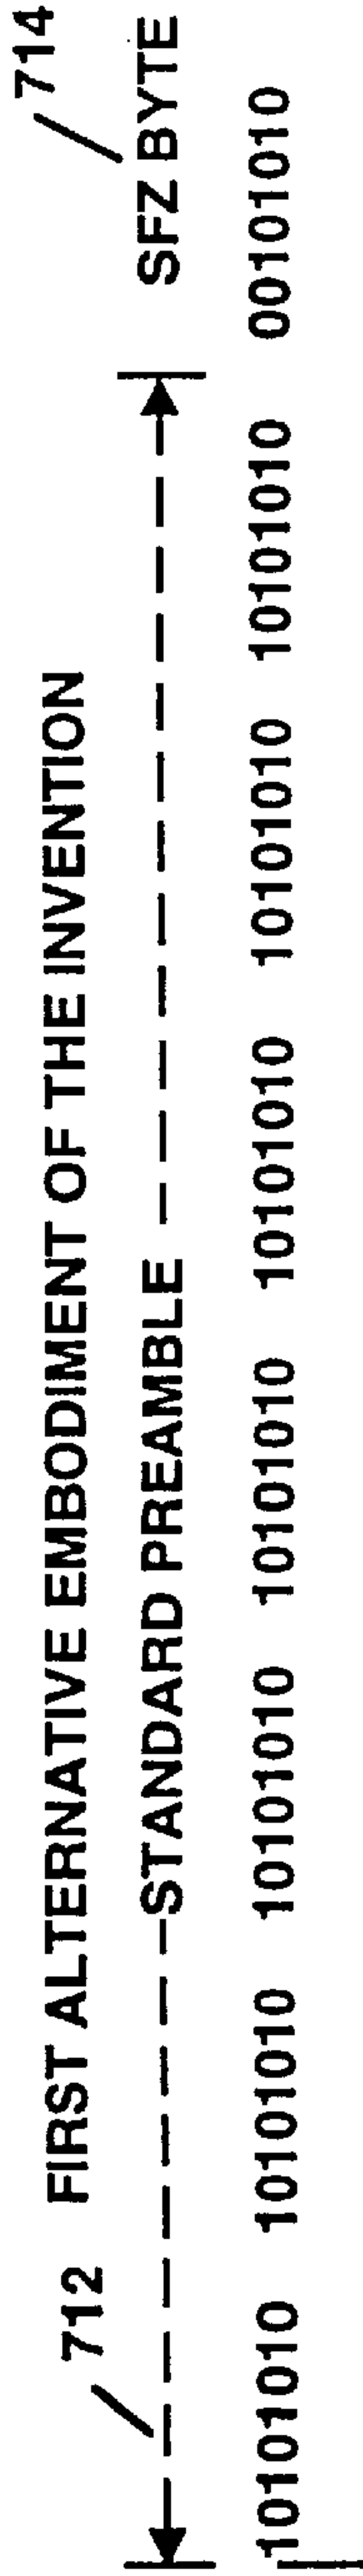 714
712 FIRST ALTERNATIVE EMBODIMENT OF THE INVENTION
STANDARD PREAMBLE SFZ BYTE
10101010 10101010 10101010 10101010 10101010 10101010 10101010 00101010